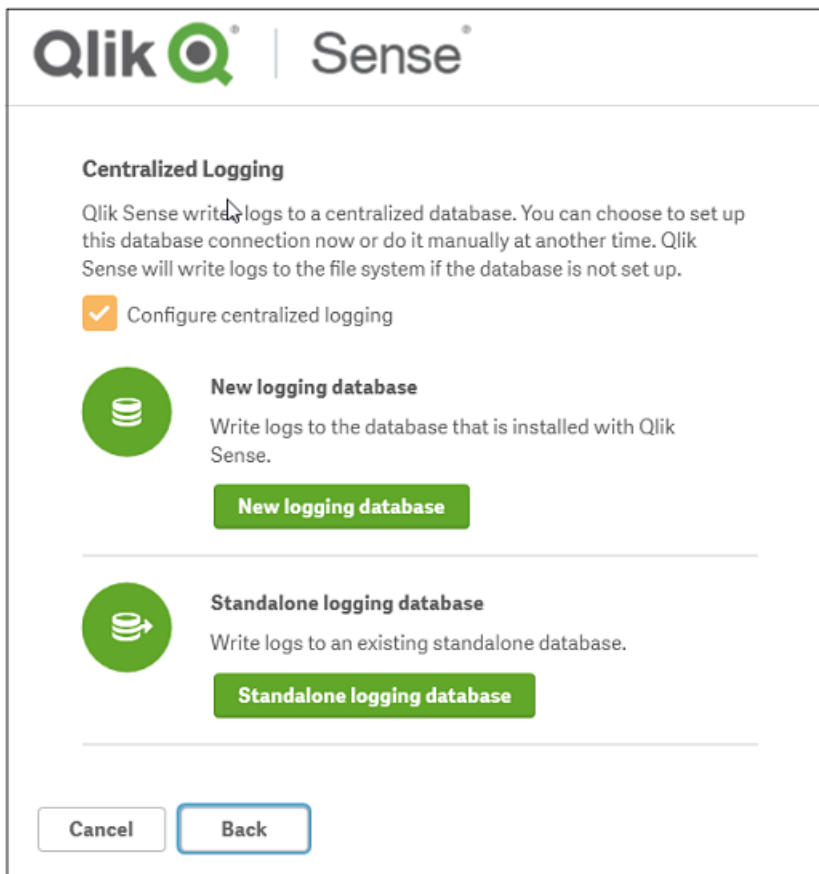 Qlik Q® | Sense®
Centralized Logging
Qlik Sense writes logs to a centralized database. You can choose to set up
this database connection now or do it manually at another time. Qlik
Sense will write logs to the file system if the database is not set up.
Configure centralized logging
New logging database
Write logs to the database that is installed with Qlik
Sense.
New logging database
Standalone logging database
Write logs to an existing standalone database.
Standalone logging database
Cancel
Back